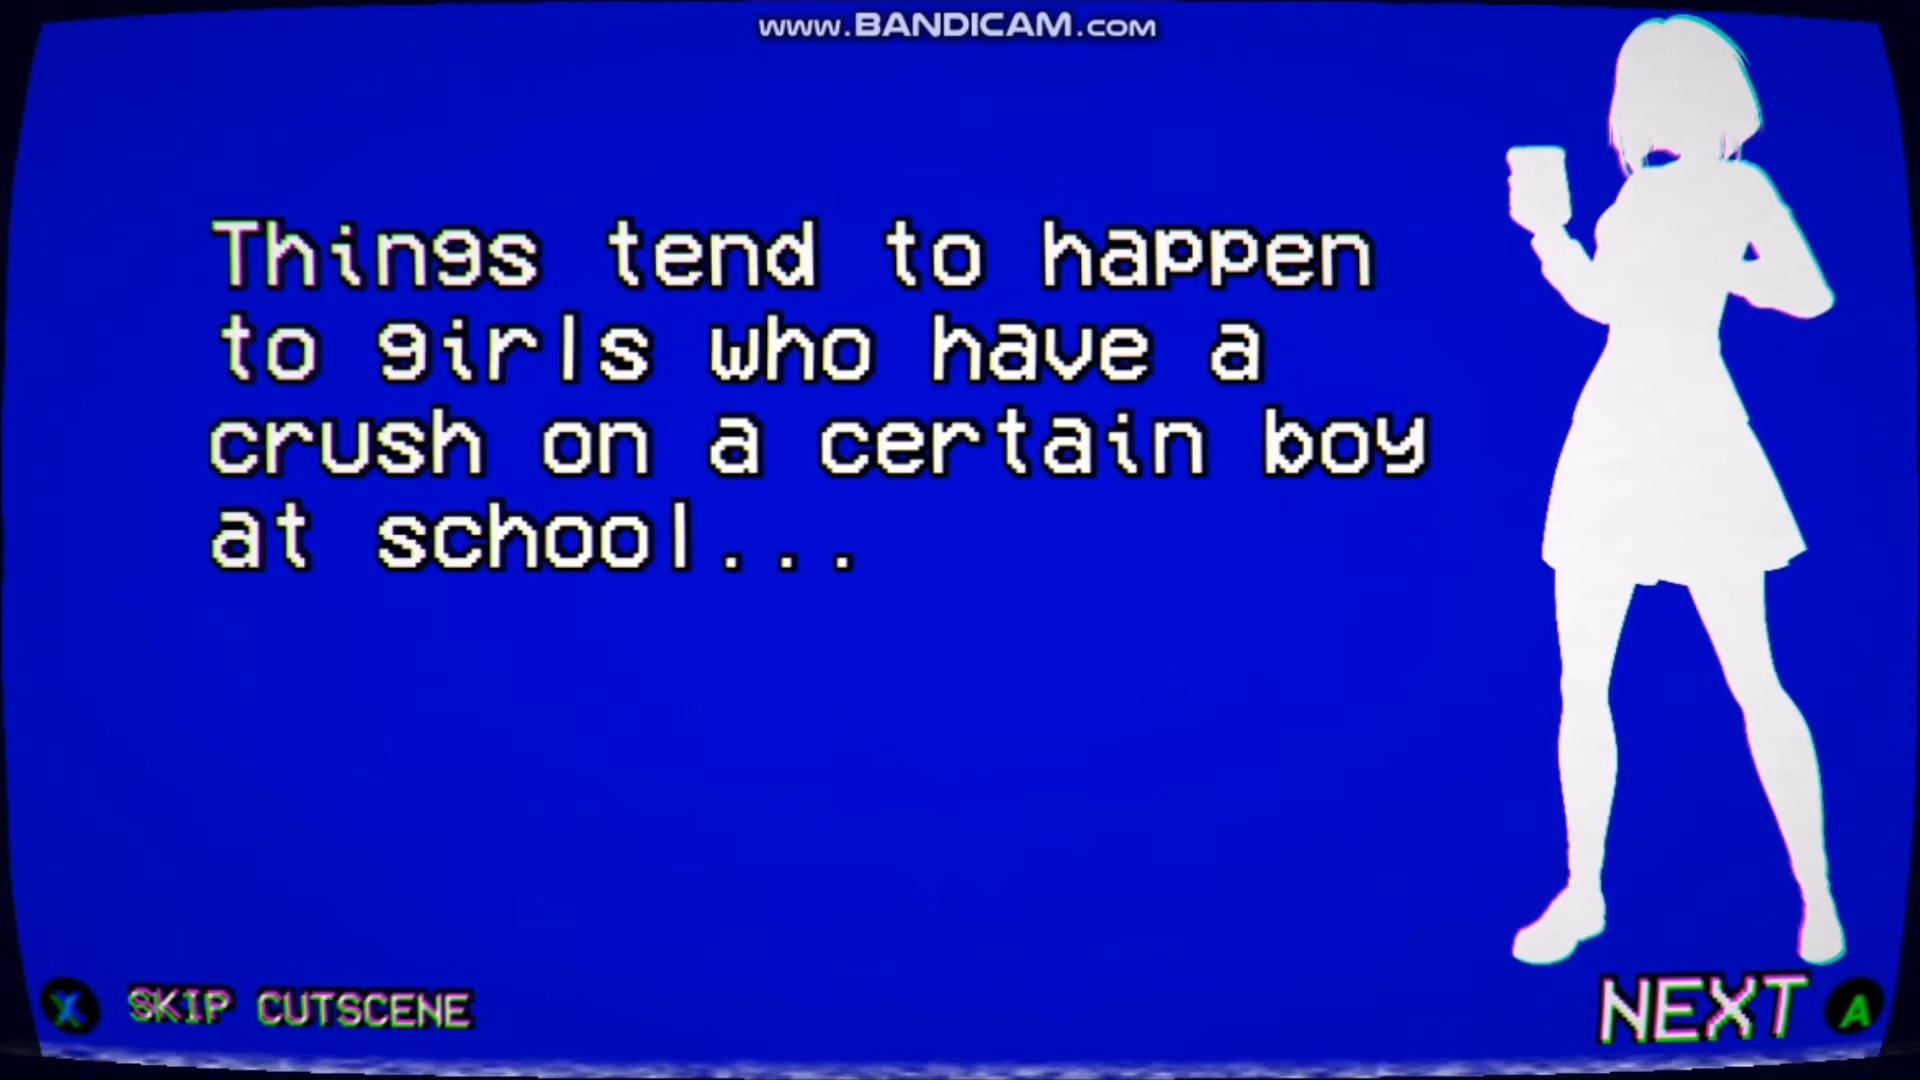 www.BANDICAM.com
Things tend to happen
to girls who have a
crush on a certain boy
at school...
X SKIP CUTSCENE
NEXT A